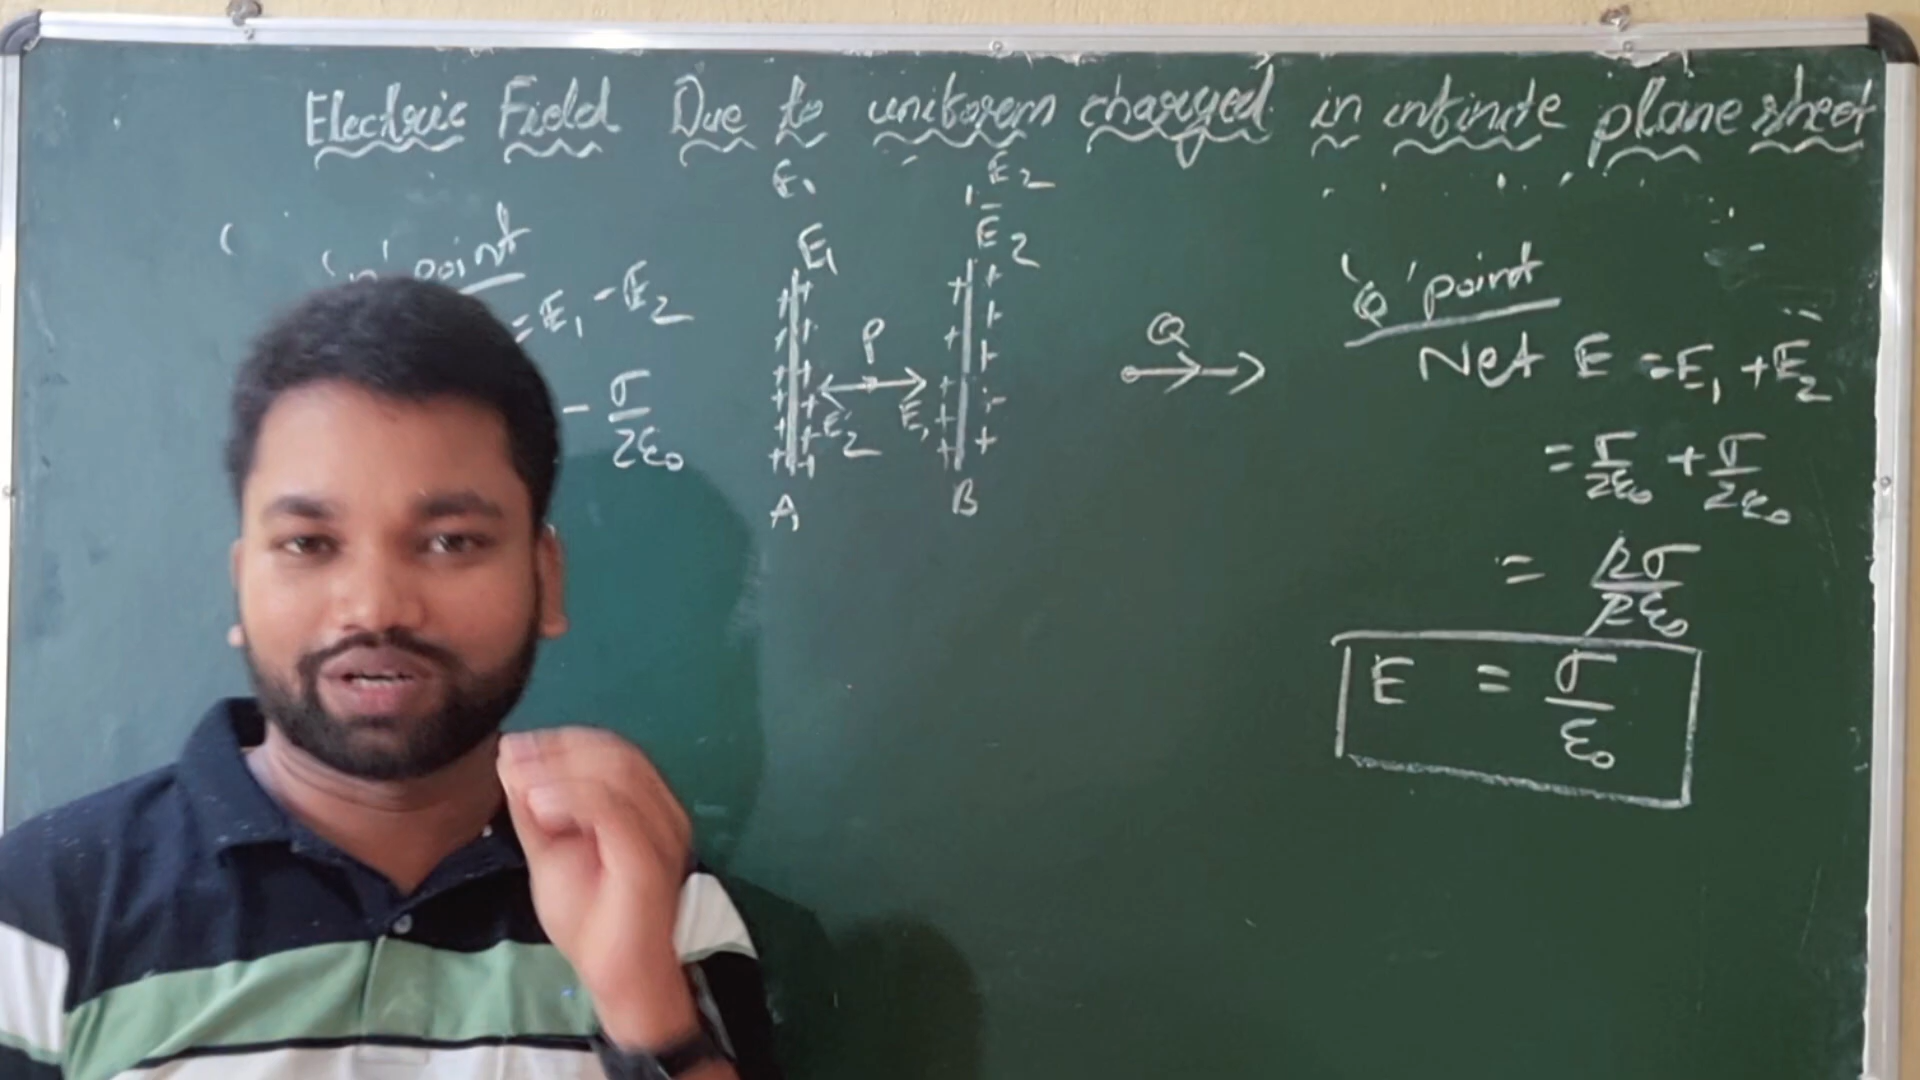 Electric Field Due to uniform charged in infinite plane sheet
E₁
E₂
E₁
E₂
'p' point
= E₁ - E₂
- σ/2ε₀
P
E₂ E₁
A
B
Q
'Q' point
Net E = E₁ + E₂
= σ/2ε₀ + σ/2ε₀
= 2σ/2ε₀
E = σ/ε₀